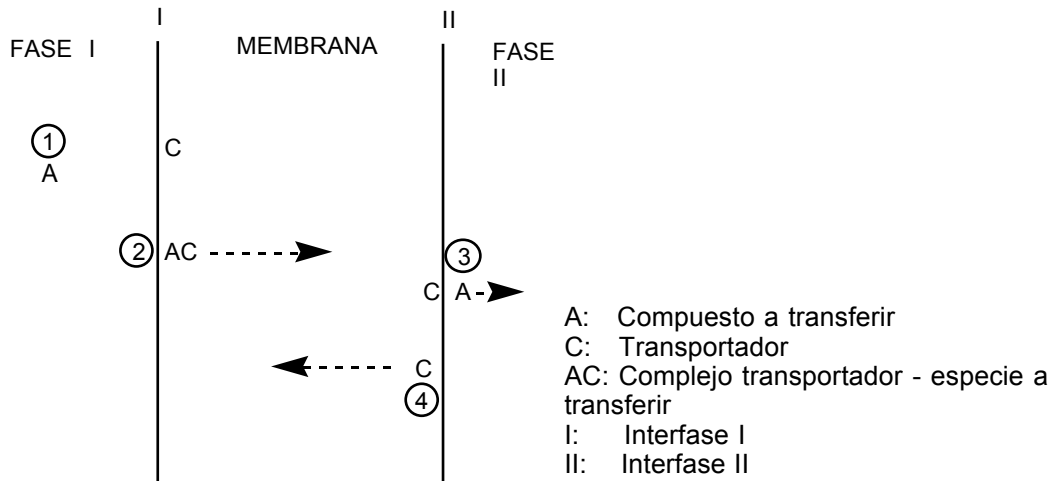 I
II
FASE I
MEMBRANA
FASE
II
1
A
C
2 AC
3
C A
C
4
A: Compuesto a transferir
C: Transportador
AC: Complejo transportador - especie a
transferir
I: Interfase I
II: Interfase II